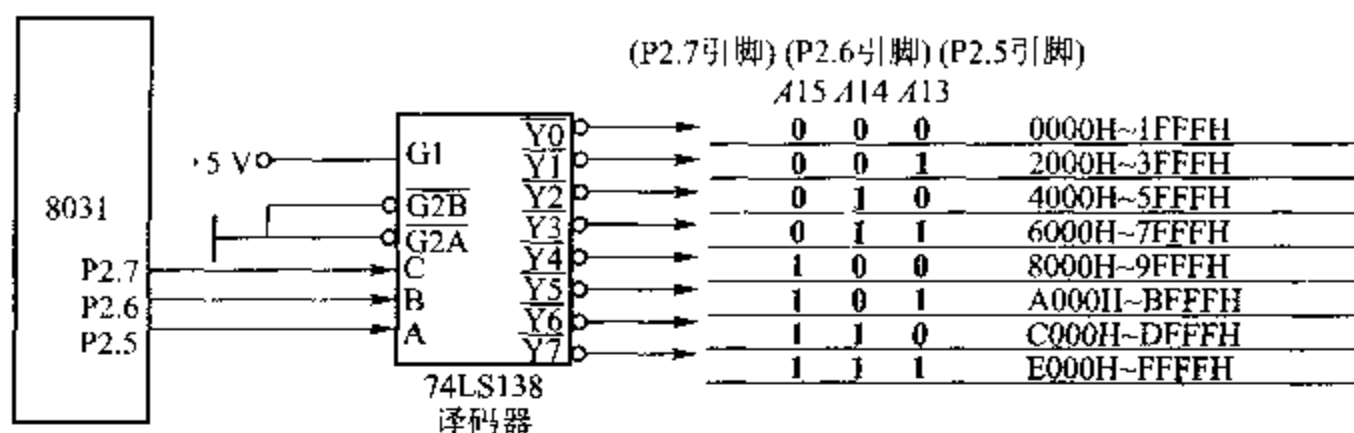 (P2.7引脚) (P2.6引脚) (P2.5引脚)
A15 A14 A13
0 0 0 0000H~1FFFH
0 0 1 2000H~3FFFH
0 1 0 4000H~5FFFH
0 1 1 6000H~7FFFH
1 0 0 8000H~9FFFH
1 0 1 A000H~BFFFH
1 1 0 C000H~DFFFH
1 1 1 E000H~FFFFH
8031
P2.7
P2.6
P2.5
+5 V
G1
G2B
G2A
C
B
A
Y0
Y1
Y2
Y3
Y4
Y5
Y6
Y7
74LS138
译码器